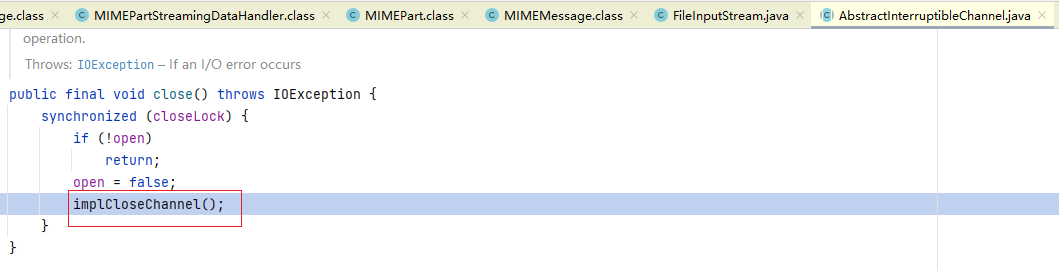 ge.class MIMEPartStreamingDataHandler.class MIMEPart.class MIMEMessage.class FileInputStream.java AbstractInterruptibleChannel.java
operation.
Throws: IOException – If an I/O error occurs
public final void close() throws IOException {
synchronized (closeLock) {
if (!open)
return;
open = false;
implCloseChannel();
}
}